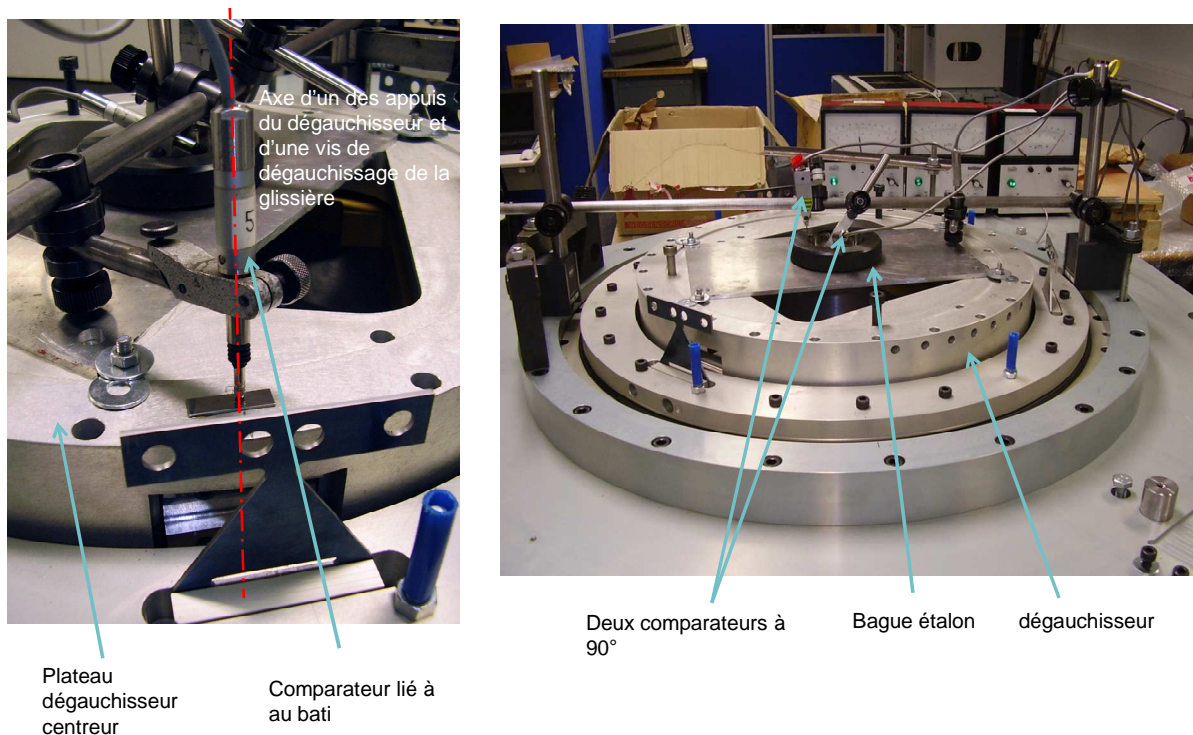 Axe d'un des appuis
du dégauchisseur et
d'une vis de
dégauchissage de la
glissière
5
Plateau
dégauchisseur
centreur
Comparateur lié à
au bati
Deux comparateurs à
90°
Bague étalon
dégauchisseur